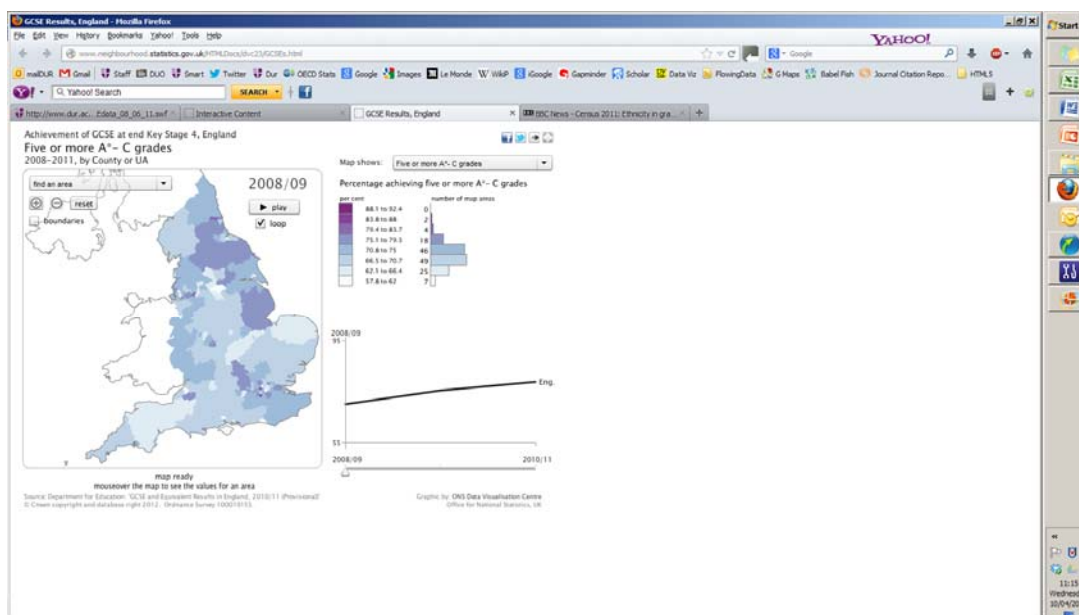 GCSE Results, England - Mozilla Firefox
Start
File Edit View History Bookmarks Yahoo! Tools Help
YAHOO!
www.neighbourhood.statistics.gov.uk/HTMLDocs/dvc23/GCSEs.html
Google
mailDUR Gmail Staff DUO Smart Twitter Dur OECD Stats Google Images Le Monde WikiP iGoogle Gapminder Scholar Data Viz FlowingData G Maps Babel Fish Journal Citation Repo... HTML5
Yahoo! Search SEARCH
http://www.dur.ac.... Interactive Content GCSE Results, England BBC News - Census 2011: Ethnicity in gra...
Achievement of GCSE at end Key Stage 4, England
Five or more A*- C grades
2008-2011, by County or UA
Map shows: Five or more A*- C grades
find an area
2008/09
Percentage achieving five or more A*- C grades
reset
play
per cent number of map areas
boundaries
loop
88.1 to 92.4 0
83.8 to 88 2
79.4 to 83.7 4
75.1 to 79.3 18
70.8 to 75 46
66.5 to 70.7 49
62.1 to 66.4 25
57.8 to 62 7
2008/09
95
Eng.
55
2008/09 2010/11
map ready
mouseover the map to see the values for an area
Source: Department for Education: 'GCSE and Equivalent Results in England, 2010/11 (Provisional)'
© Crown copyright and database right 2012. Ordnance Survey 100019153.
Graphic by: ONS Data Visualisation Centre
Office for National Statistics, UK
11:15
Wednesd
10/04/20